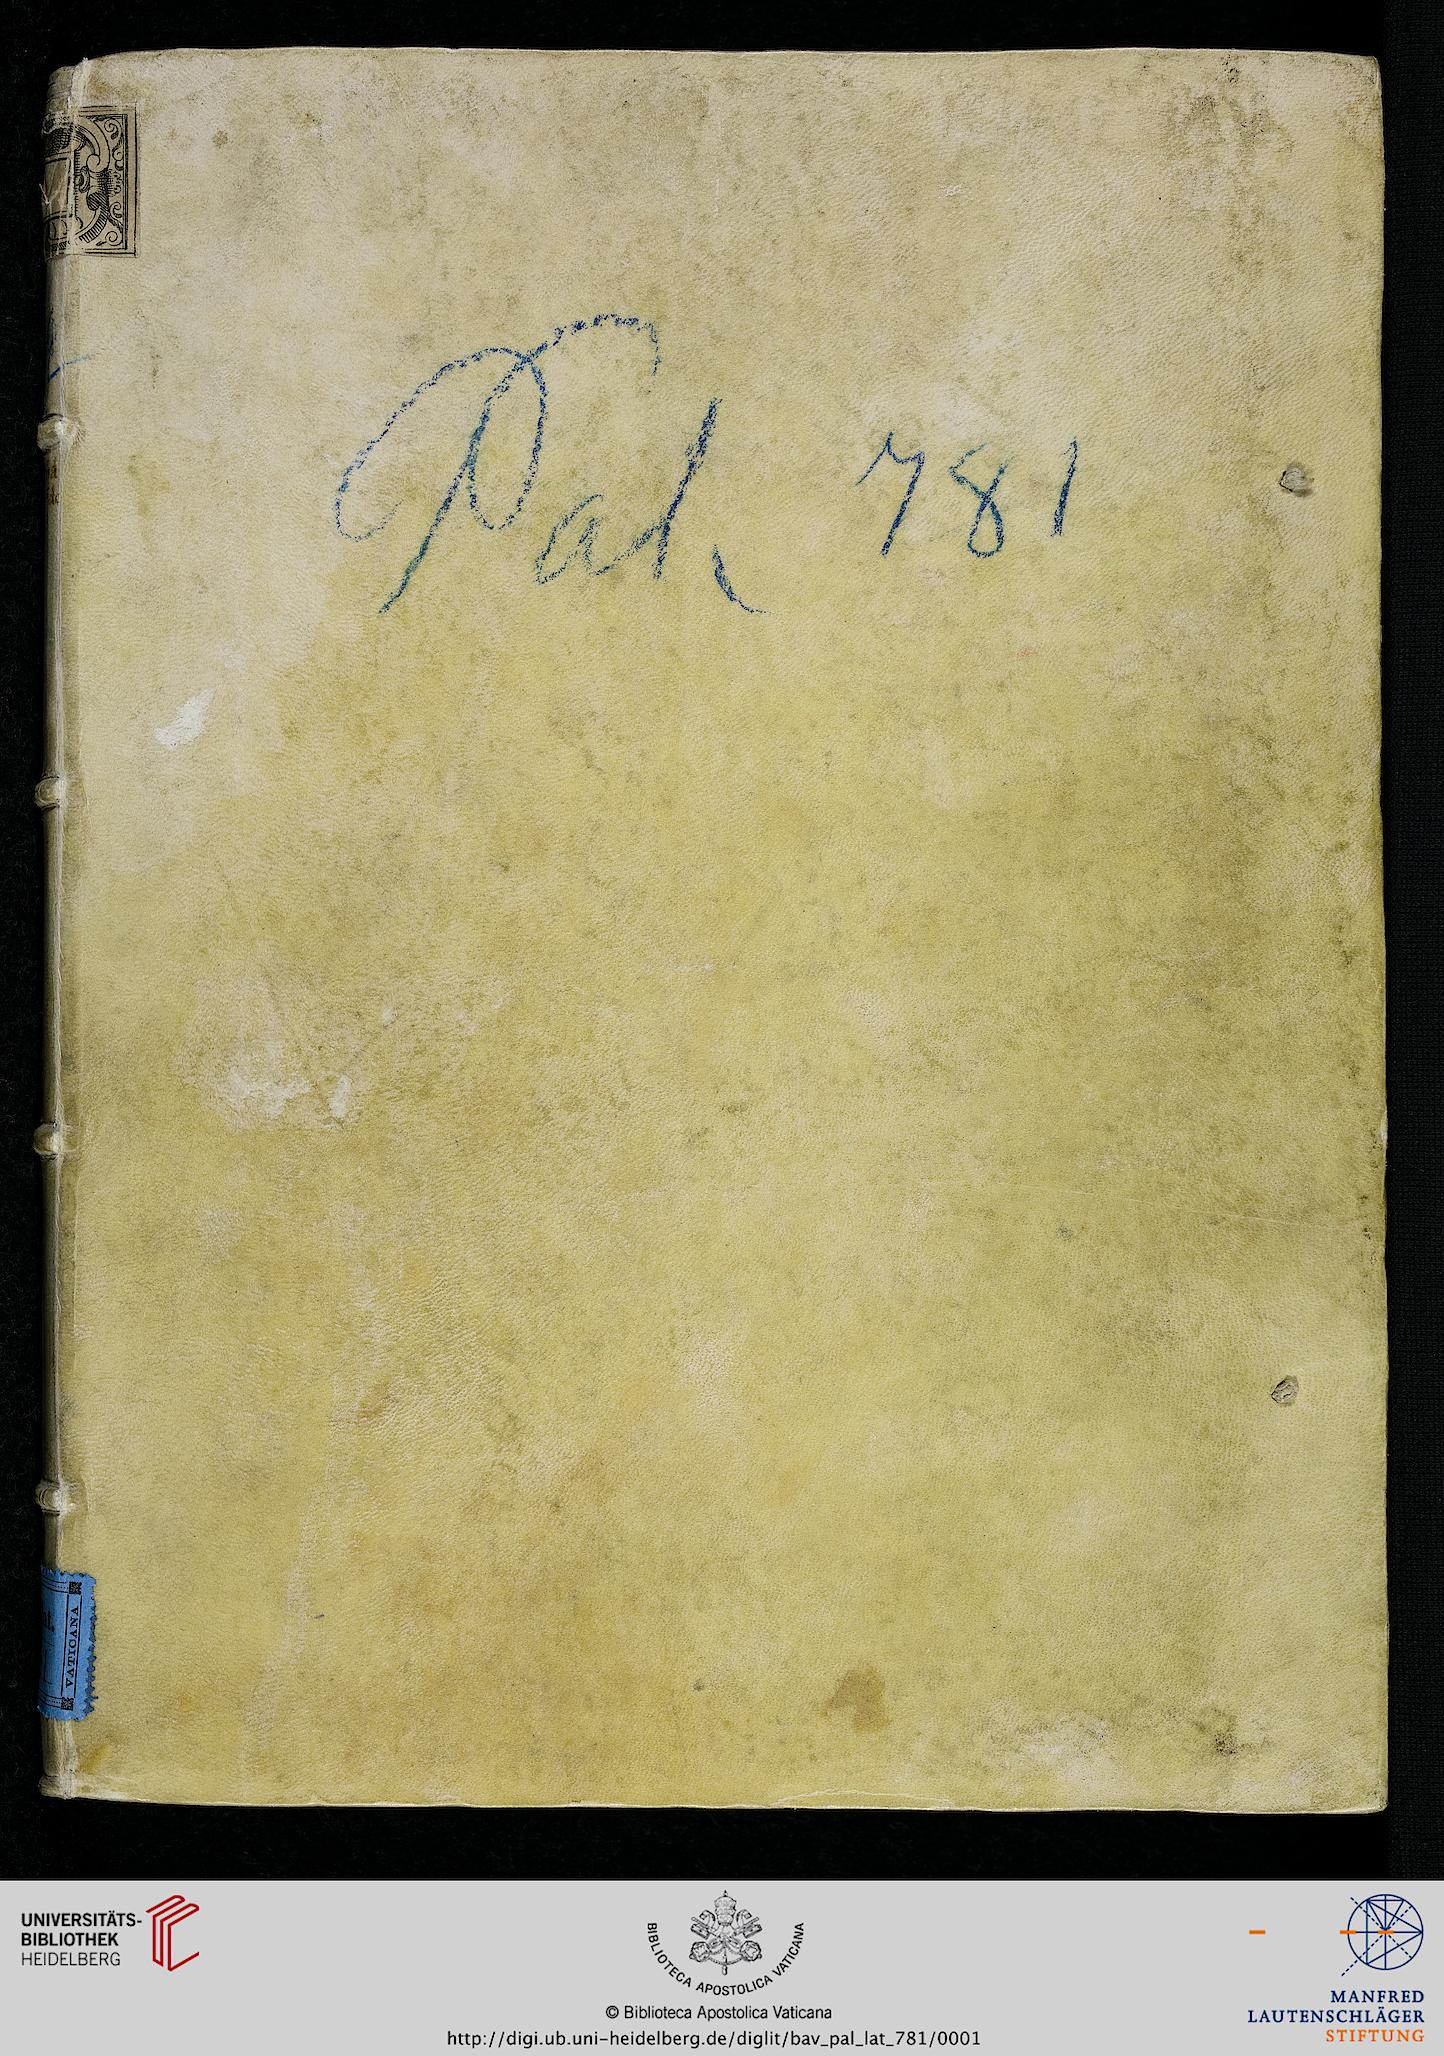 Pal. 781
VATICANA
UNIVERSITÄTS-
BIBLIOTHEK
HEIDELBERG
BIBLIOTECA APOSTOLICA VATICANA
© Biblioteca Apostolica Vaticana
http://digi.ub.uni-heidelberg.de/diglit/bav_pal_lat_781/0001
MANFRED
LAUTENSCHLÄGER
STIFTUNG